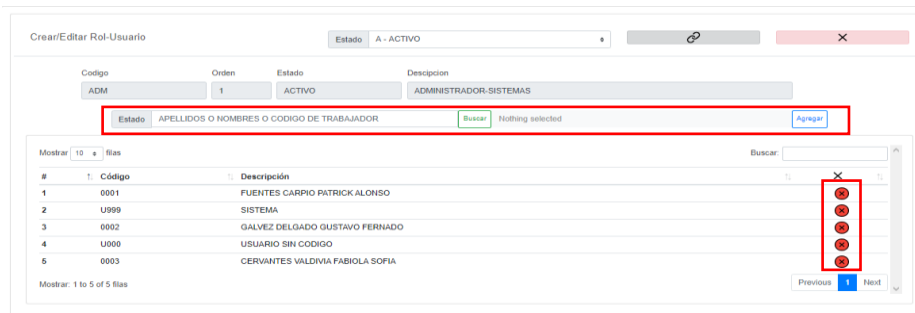 Crear/Editar Rol-Usuario Estado A - ACTIVO
Codigo Orden Estado Descipcion
ADM 1 ACTIVO ADMINISTRADOR-SISTEMAS
Estado APELLIDOS O NOMBRES O CODIGO DE TRABAJADOR Buscar Nothing selected Agregar
Mostrar 10 filas Buscar:
# Código Descripción
1 0001 FUENTES CARPIO PATRICK ALONSO
2 U999 SISTEMA
3 0002 GALVEZ DELGADO GUSTAVO FERNADO
4 U000 USUARIO SIN CODIGO
5 0003 CERVANTES VALDIVIA FABIOLA SOFIA
Mostrar: 1 to 5 of 5 filas Previous 1 Next